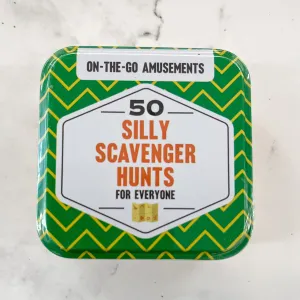 ON-THE-GO AMUSEMENTS
50
SILLY
SCAVENGER
HUNTS
FOR EVERYONE